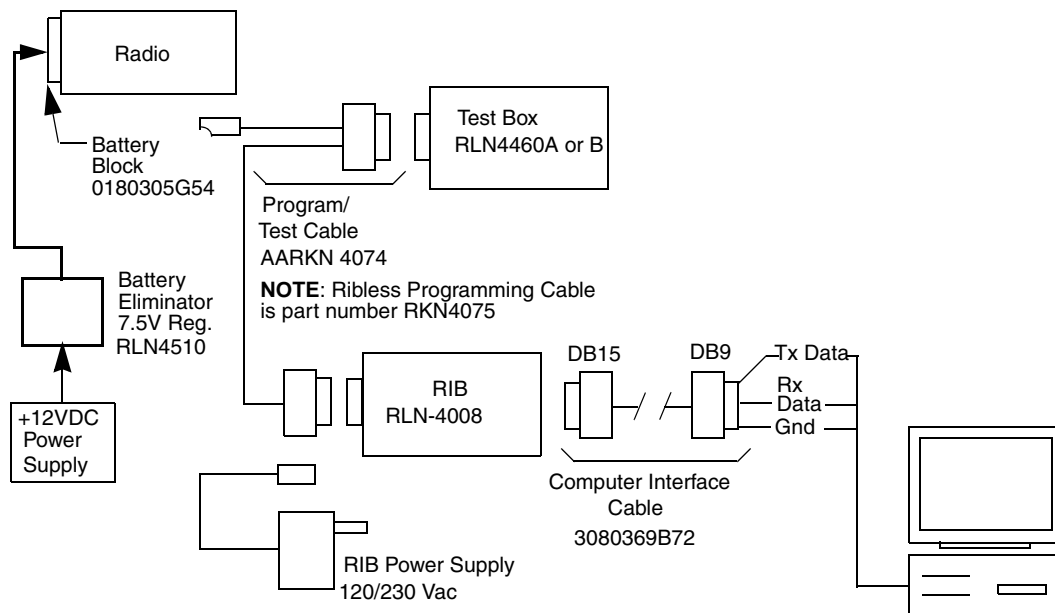 Radio
Battery
Block
0180305G54
Test Box
RLN4460A or B
Program/
Test Cable
AARKN 4074
NOTE: Ribless Programming Cable
is part number RKN4075
Battery
Eliminator
7.5V Reg.
RLN4510
+12VDC
Power
Supply
RIB
RLN-4008
DB15
DB9
Tx Data
Rx
Data
Gnd
Computer Interface
Cable
3080369B72
RIB Power Supply
120/230 Vac